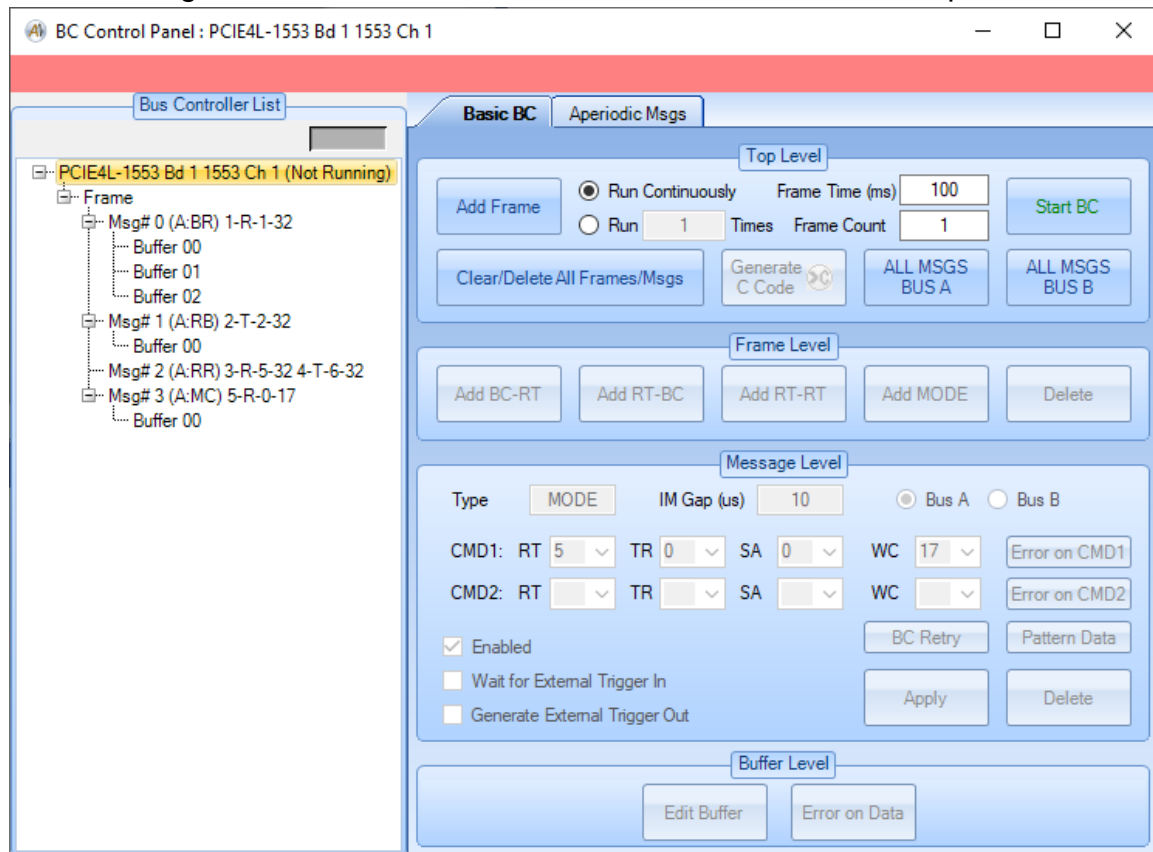 BC Control Panel : PCIE4L-1553 Bd 1 1553 Ch 1
Bus Controller List
PCIE4L-1553 Bd 1 1553 Ch 1 (Not Running)
Frame
Msg# 0 (A:BR) 1-R-1-32
Buffer 00
Buffer 01
Buffer 02
Msg# 1 (A:RB) 2-T-2-32
Buffer 00
Msg# 2 (A:RR) 3-R-5-32 4-T-6-32
Msg# 3 (A:MC) 5-R-0-17
Buffer 00
Basic BC Aperiodic Msgs
Top Level
Add Frame
Run Continuously Frame Time (ms) 100
Run 1 Times Frame Count 1
Start BC
Clear/Delete All Frames/Msgs
Generate
C Code
ALL MSGS
BUS A
ALL MSGS
BUS B
Frame Level
Add BC-RT Add RT-BC Add RT-RT Add MODE Delete
Message Level
Type MODE IM Gap (us) 10 Bus A Bus B
CMD1: RT 5 TR 0 SA 0 WC 17 Error on CMD1
CMD2: RT TR SA WC Error on CMD2
Enabled
BC Retry Pattern Data
Wait for External Trigger In
Generate External Trigger Out
Apply Delete
Buffer Level
Edit Buffer Error on Data